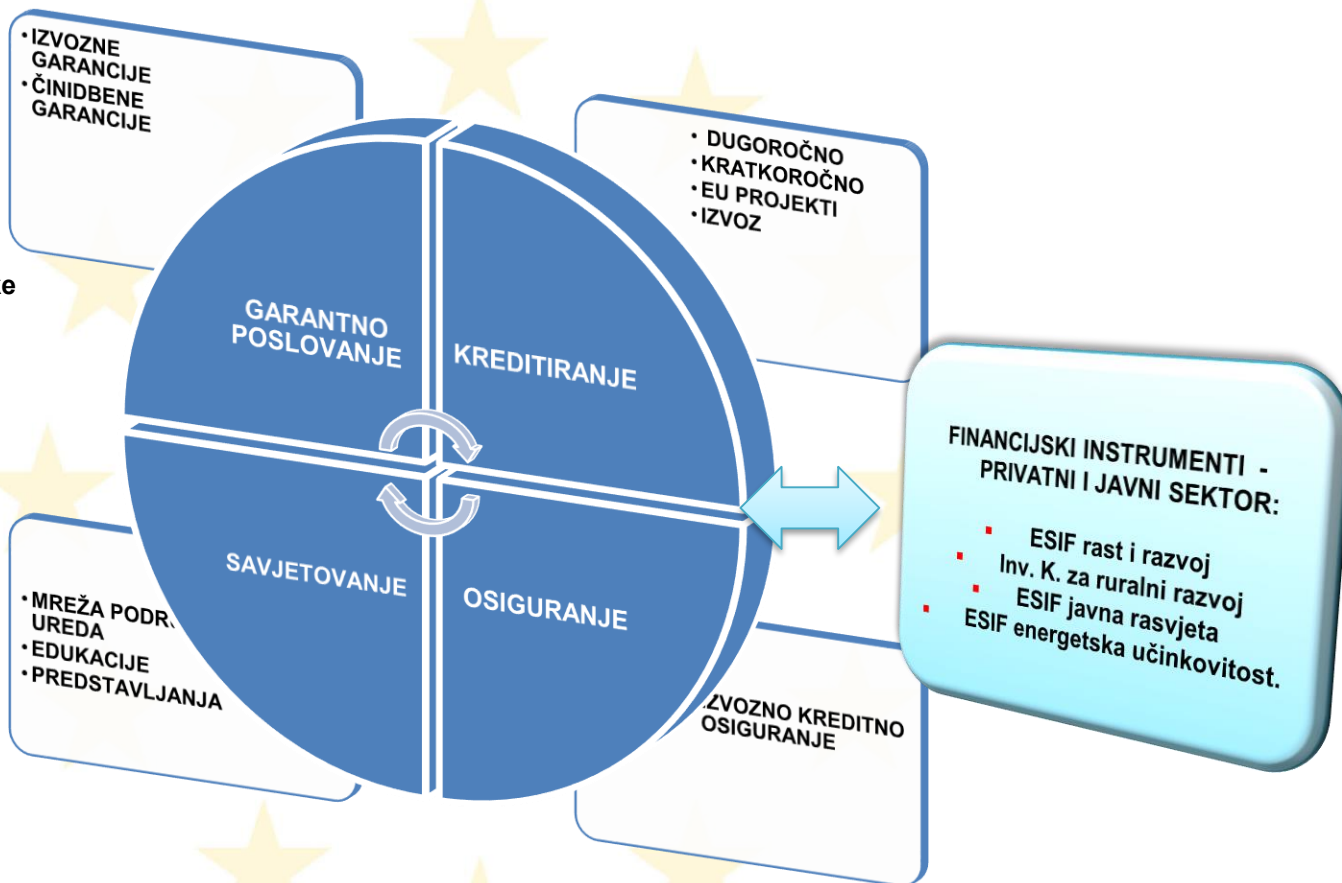 • IZVOZNE
GARANCIJE
• ČINIDBENE
GARANCIJE
• DUGOROČNO
• KRATKOROČNO
• EU PROJEKTI
• IZVOZ
GARANTNO
POSLOVANJE
KREDITIRANJE
SAVJETOVANJE
OSIGURANJE
• MREŽA
UREDA
• EDUKACIJE
• PREDSTAVLJANJA
KREDITNO
OSIGURANJE
FINANCIJSKI INSTRUMENTI -
PRIVATNI I JAVNI SEKTOR:
▪ ESIF rast i razvoj
▪ Inv. K. za ruralni razvoj
▪ ESIF javna rasvjeta
▪ ESIF energetska učinkovitost.